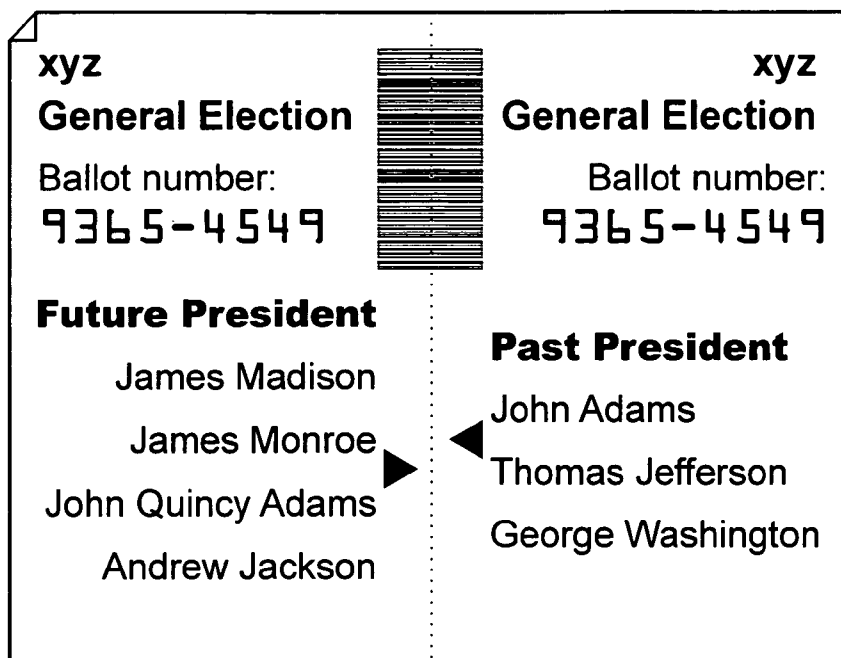 xyz
General Election
Ballot number:
9365-4549
Future President
James Madison
James Monroe
John Quincy Adams
Andrew Jackson
xyz
General Election
Ballot number:
9365-4549
Past President
John Adams
Thomas Jefferson
George Washington